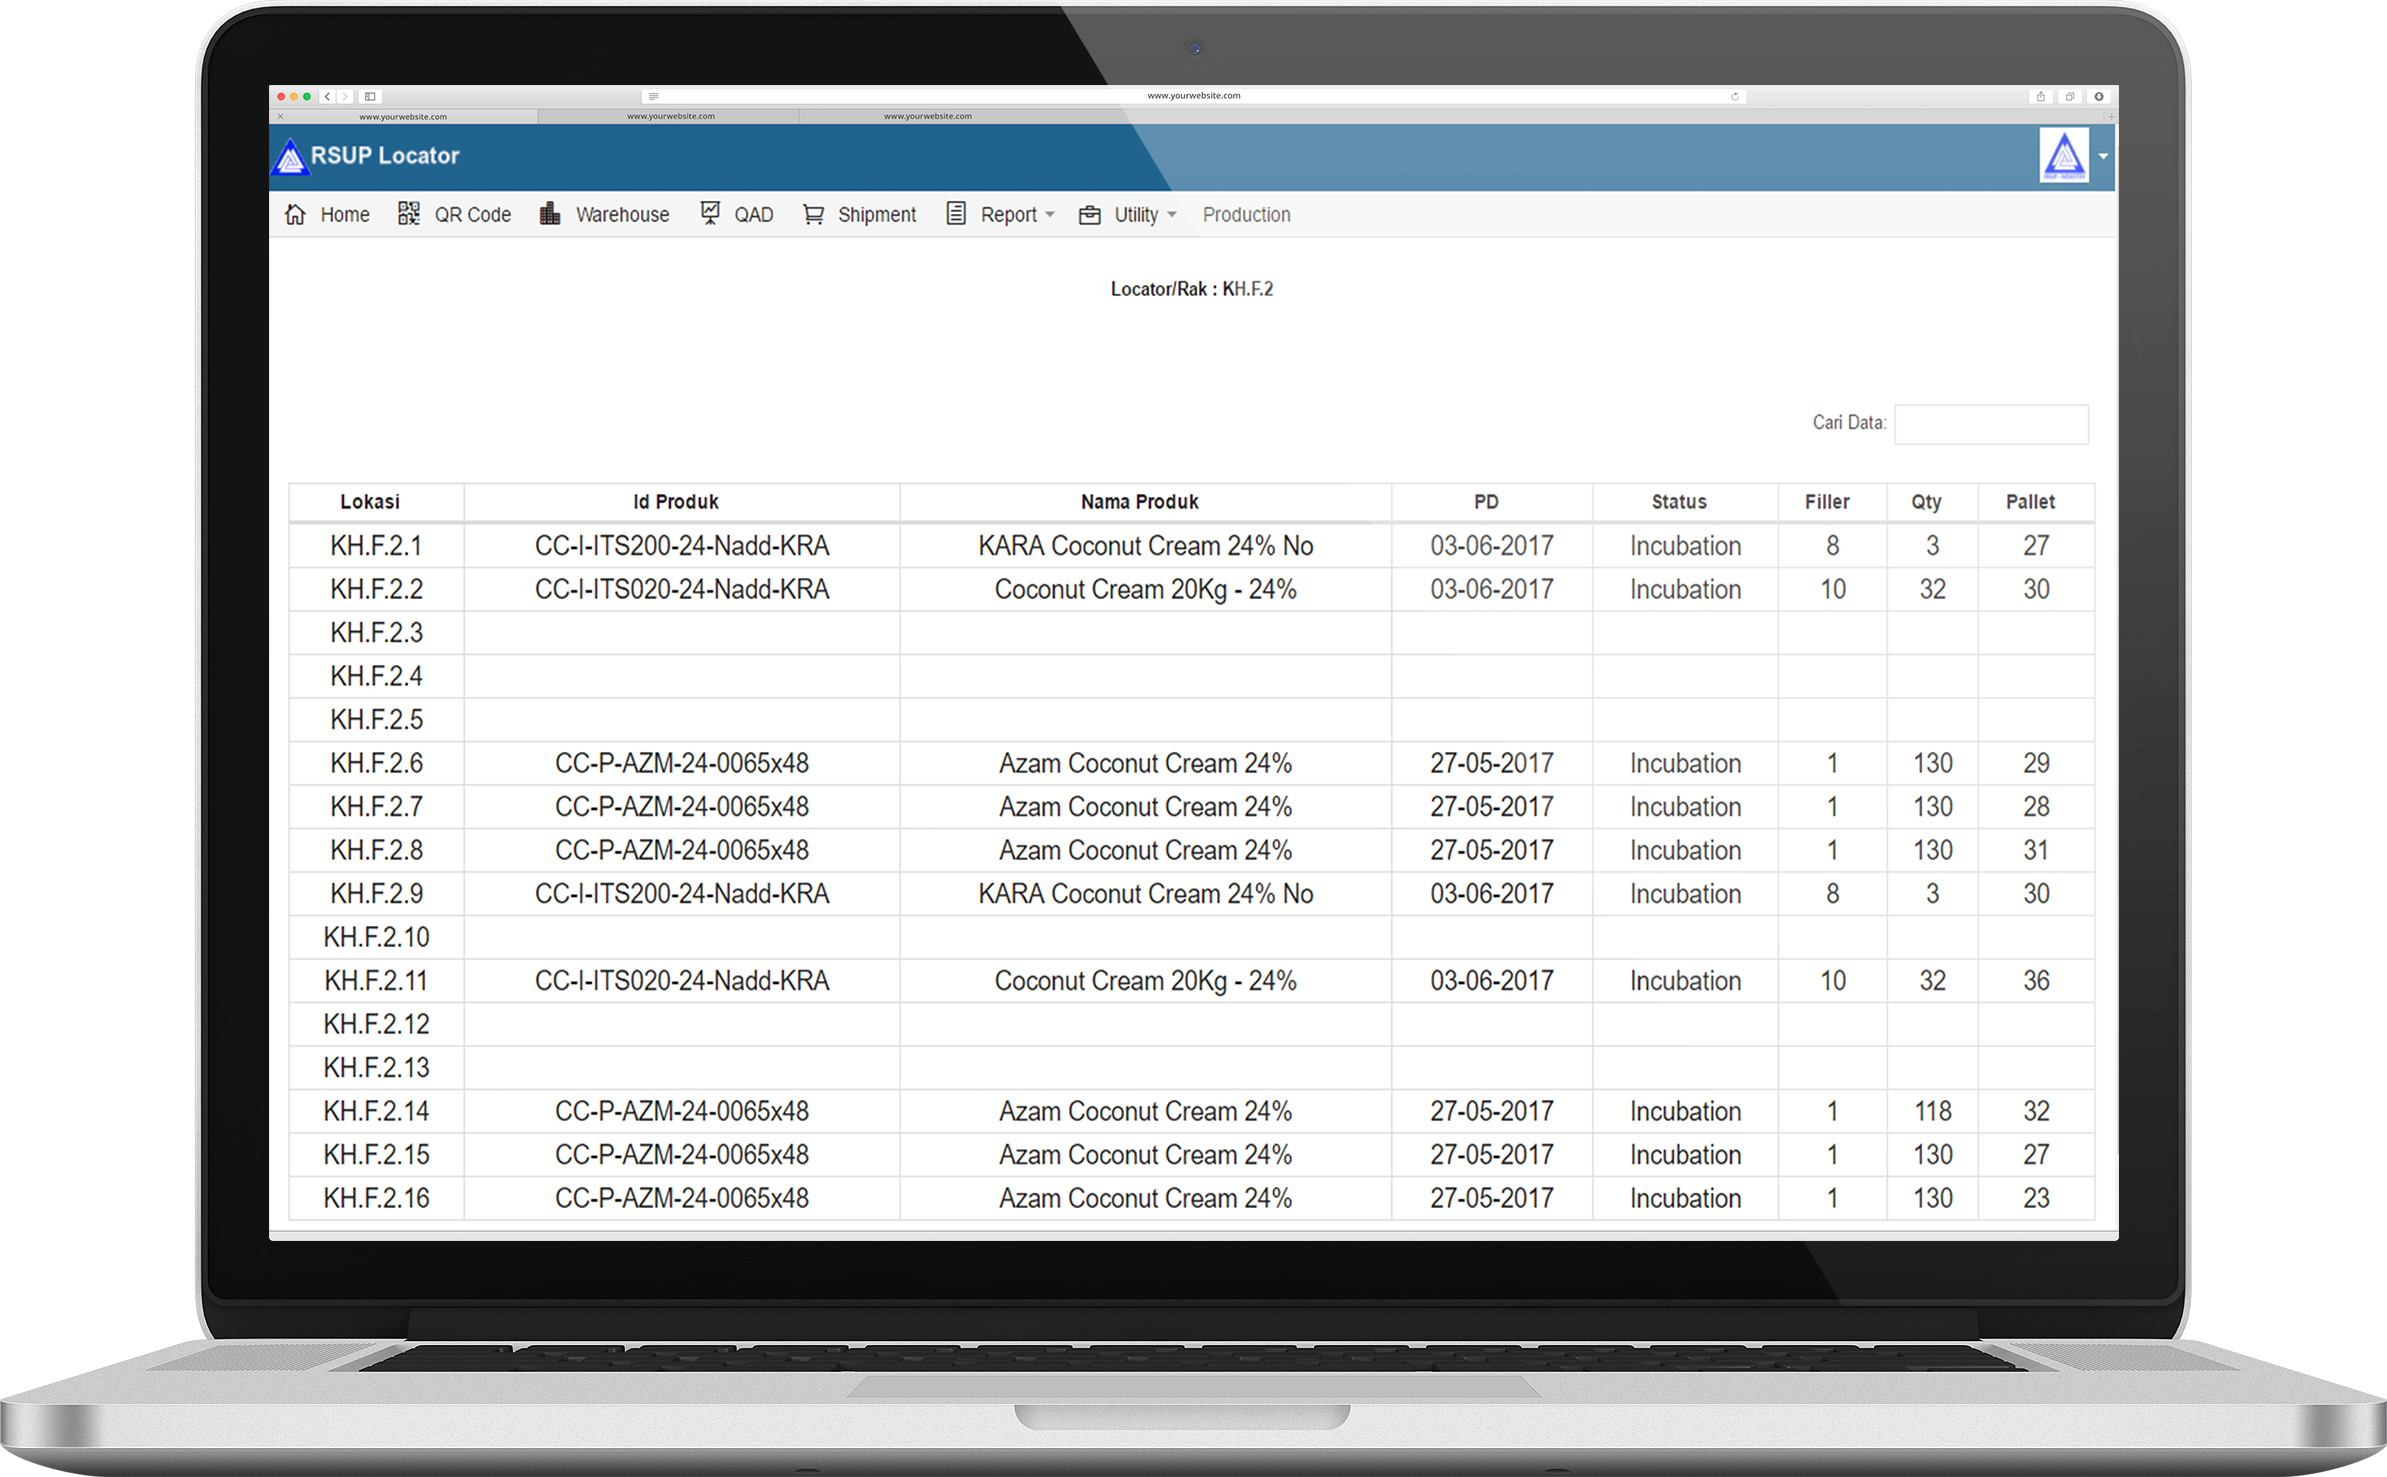 www.yourwebsite.com
www.yourwebsite.com www.yourwebsite.com www.yourwebsite.com
RSUP Locator
Home QR Code Warehouse QAD Shipment Report Utility Production
Locator/Rak : KH.F.2
Cari Data:
Lokasi Id Produk Nama Produk PD Status Filler Qty Pallet
KH.F.2.1 CC-I-ITS200-24-Nadd-KRA KARA Coconut Cream 24% No 03-06-2017 Incubation 8 3 27
KH.F.2.2 CC-I-ITS020-24-Nadd-KRA Coconut Cream 20Kg - 24% 03-06-2017 Incubation 10 32 30
KH.F.2.3
KH.F.2.4
KH.F.2.5
KH.F.2.6 CC-P-AZM-24-0065x48 Azam Coconut Cream 24% 27-05-2017 Incubation 1 130 29
KH.F.2.7 CC-P-AZM-24-0065x48 Azam Coconut Cream 24% 27-05-2017 Incubation 1 130 28
KH.F.2.8 CC-P-AZM-24-0065x48 Azam Coconut Cream 24% 27-05-2017 Incubation 1 130 31
KH.F.2.9 CC-I-ITS200-24-Nadd-KRA KARA Coconut Cream 24% No 03-06-2017 Incubation 8 3 30
KH.F.2.10
KH.F.2.11 CC-I-ITS020-24-Nadd-KRA Coconut Cream 20Kg - 24% 03-06-2017 Incubation 10 32 36
KH.F.2.12
KH.F.2.13
KH.F.2.14 CC-P-AZM-24-0065x48 Azam Coconut Cream 24% 27-05-2017 Incubation 1 118 32
KH.F.2.15 CC-P-AZM-24-0065x48 Azam Coconut Cream 24% 27-05-2017 Incubation 1 130 27
KH.F.2.16 CC-P-AZM-24-0065x48 Azam Coconut Cream 24% 27-05-2017 Incubation 1 130 23